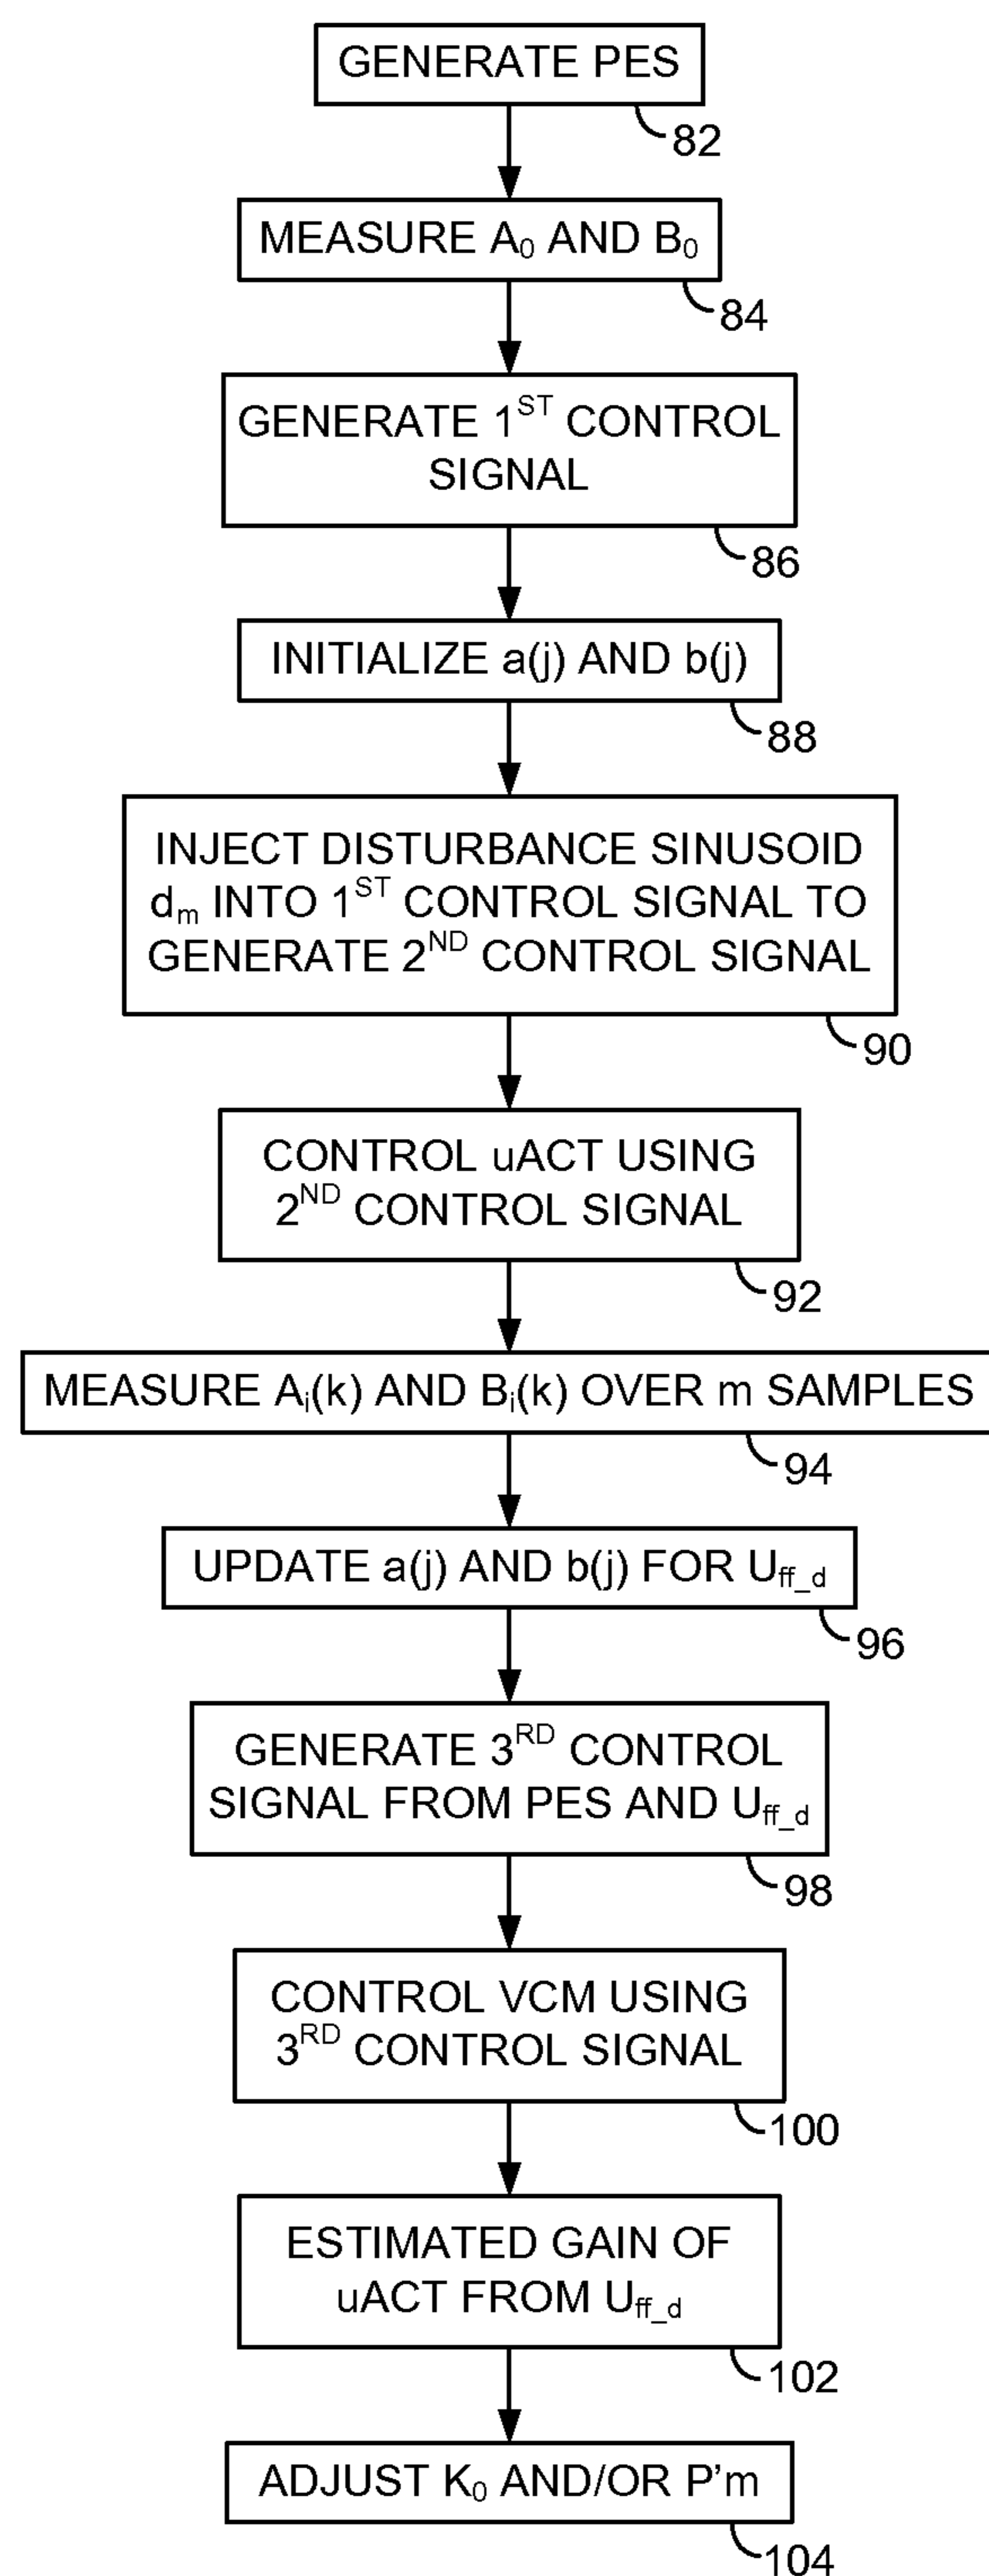 GENERATE PES
82
MEASURE A₀ AND B₀
84
GENERATE 1ˢᵀ CONTROL
SIGNAL
86
INITIALIZE a(j) AND b(j)
88
INJECT DISTURBANCE SINUSOID
dₘ INTO 1ˢᵀ CONTROL SIGNAL TO
GENERATE 2ᴺᴰ CONTROL SIGNAL
90
CONTROL uACT USING
2ᴺᴰ CONTROL SIGNAL
92
MEASURE Aᵢ(k) AND Bᵢ(k) OVER m SAMPLES
94
UPDATE a(j) AND b(j) FOR U_ff_d
96
GENERATE 3ᴿᴰ CONTROL
SIGNAL FROM PES AND U_ff_d
98
CONTROL VCM USING
3ᴿᴰ CONTROL SIGNAL
100
ESTIMATED GAIN OF
uACT FROM U_ff_d
102
ADJUST K₀ AND/OR P'm
104